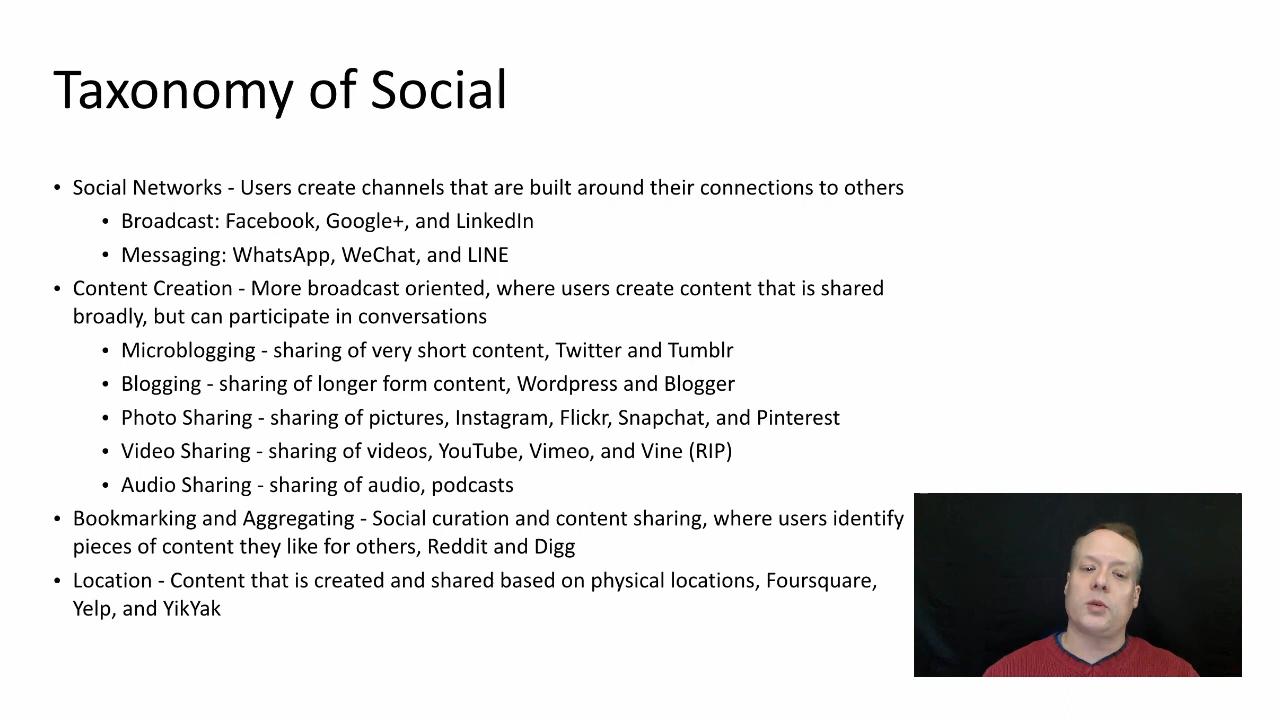 Taxonomy of Social
• Social Networks - Users create channels that are built around their connections to others
• Broadcast: Facebook, Google+, and LinkedIn
• Messaging: WhatsApp, WeChat, and LINE
• Content Creation - More broadcast oriented, where users create content that is shared
broadly, but can participate in conversations
• Microblogging - sharing of very short content, Twitter and Tumblr
• Blogging - sharing of longer form content, Wordpress and Blogger
• Photo Sharing - sharing of pictures, Instagram, Flickr, Snapchat, and Pinterest
• Video Sharing - sharing of videos, YouTube, Vimeo, and Vine (RIP)
• Audio Sharing - sharing of audio, podcasts
• Bookmarking and Aggregating - Social curation and content sharing, where users identify
pieces of content they like for others, Reddit and Digg
• Location - Content that is created and shared based on physical locations, Foursquare,
Yelp, and YikYak